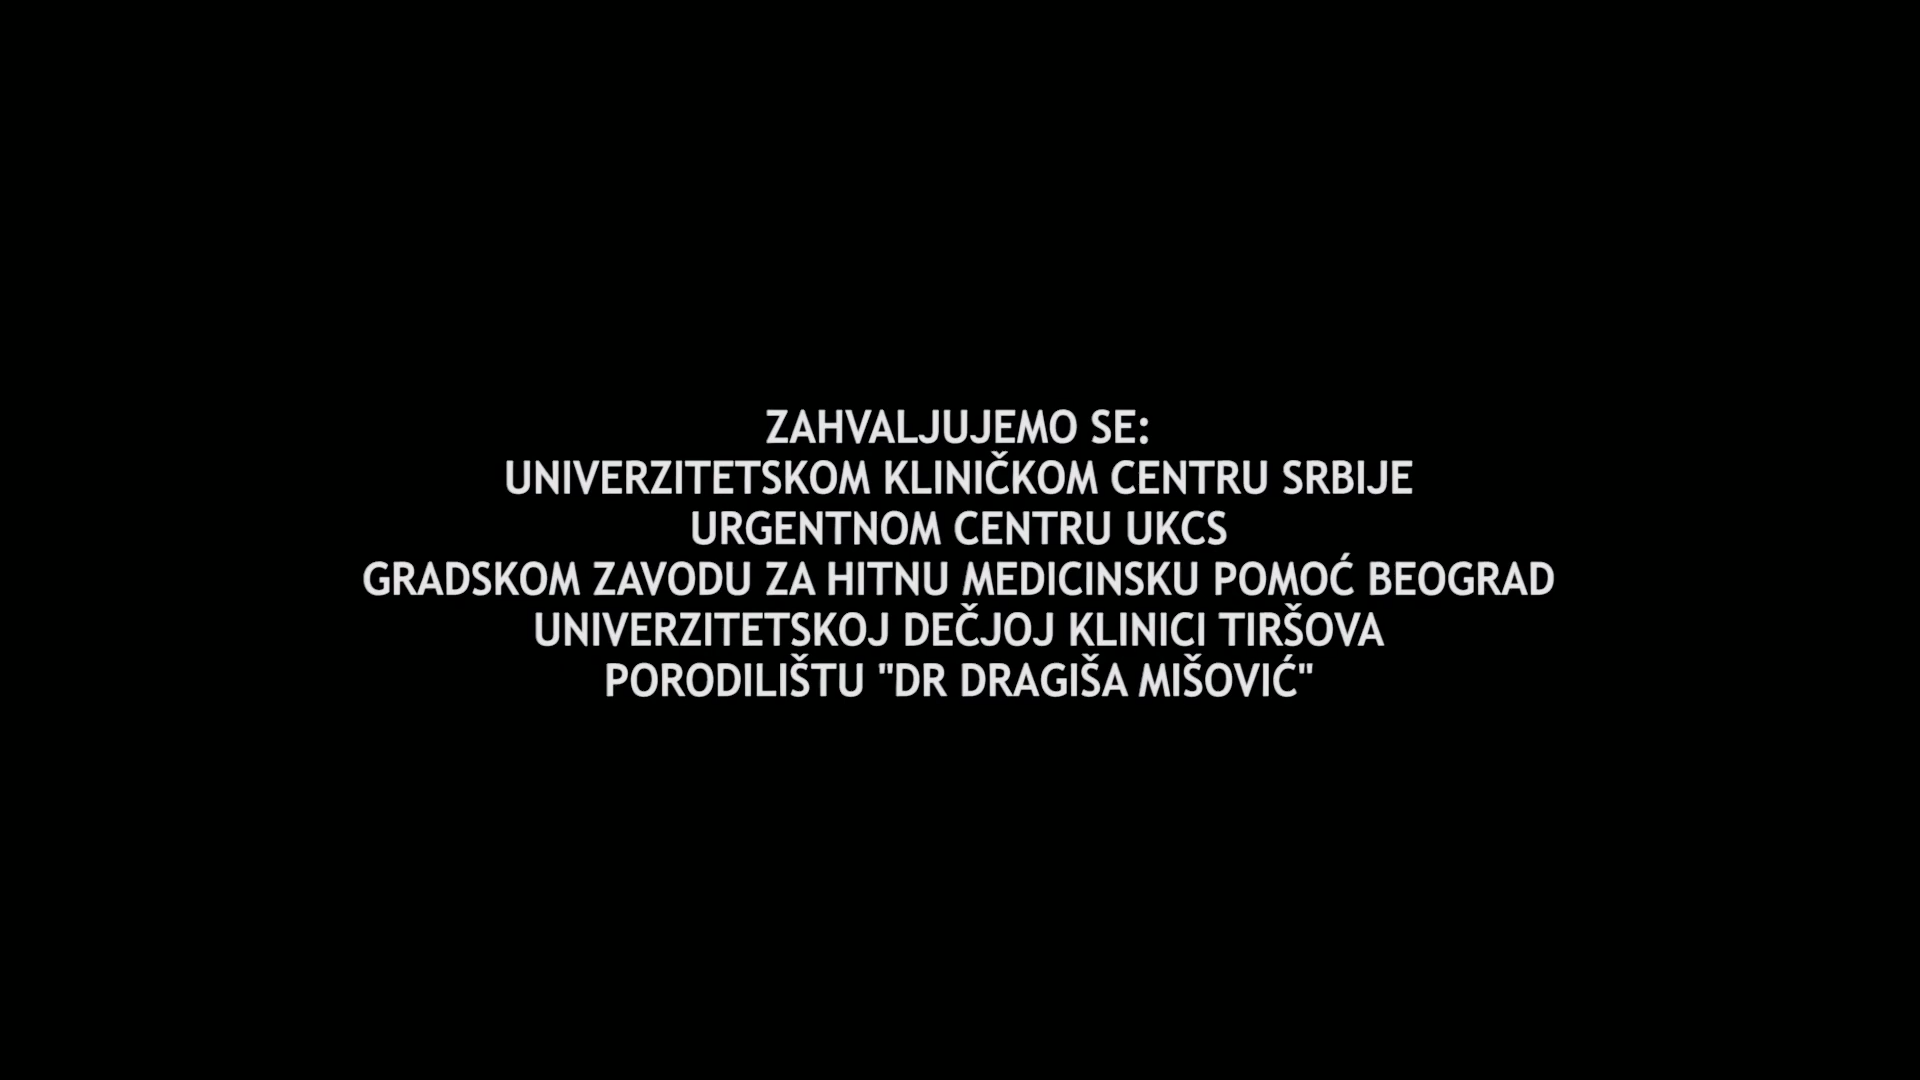 ZAHVALJUJEMO SE:
UNIVERZITETSKOM KLINIČKOM CENTRU SRBIJE
URGENTNOM CENTRU UKCS
GRADSKOM ZAVODU ZA HITNU MEDICINSKU POMOĆ BEOGRAD
UNIVERZITETSKOJ DEČJOJ KLINICI TIRŠOVA
PORODILIŠTU "DR DRAGIŠA MIŠOVIĆ"